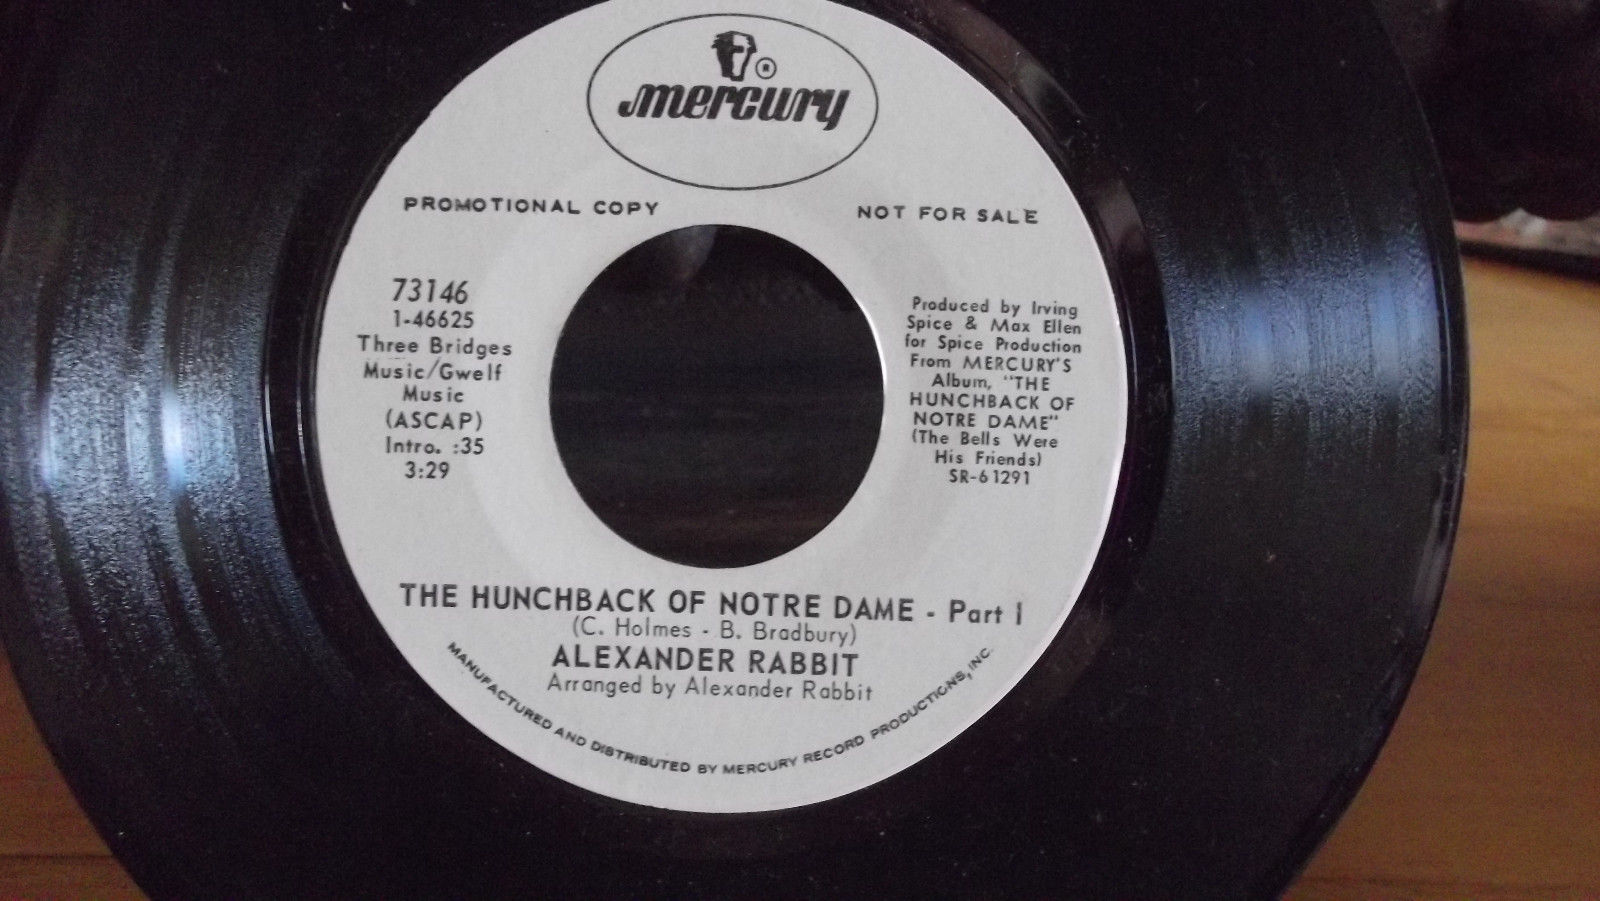 mercury
®
PROMOTIONAL COPY
NOT FOR SALE
73146
1-46625
Three Bridges
Music/Gwelf
Music
(ASCAP)
Intro. :35
3:29
Produced by Irving
Spice & Max Ellen
for Spice Production
From MERCURY'S
Album, "THE
HUNCHBACK OF
NOTRE DAME"
(The Bells Were
His Friends)
SR-61291
THE HUNCHBACK OF NOTRE DAME - Part I
(C. Holmes - B. Bradbury)
ALEXANDER RABBIT
Arranged by Alexander Rabbit
MANUFACTURED AND DISTRIBUTED BY MERCURY RECORD PRODUCTIONS, INC.